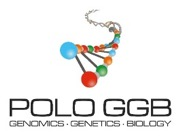 POLO GGB
GENOMICS · GENETICS · BIOLOGY